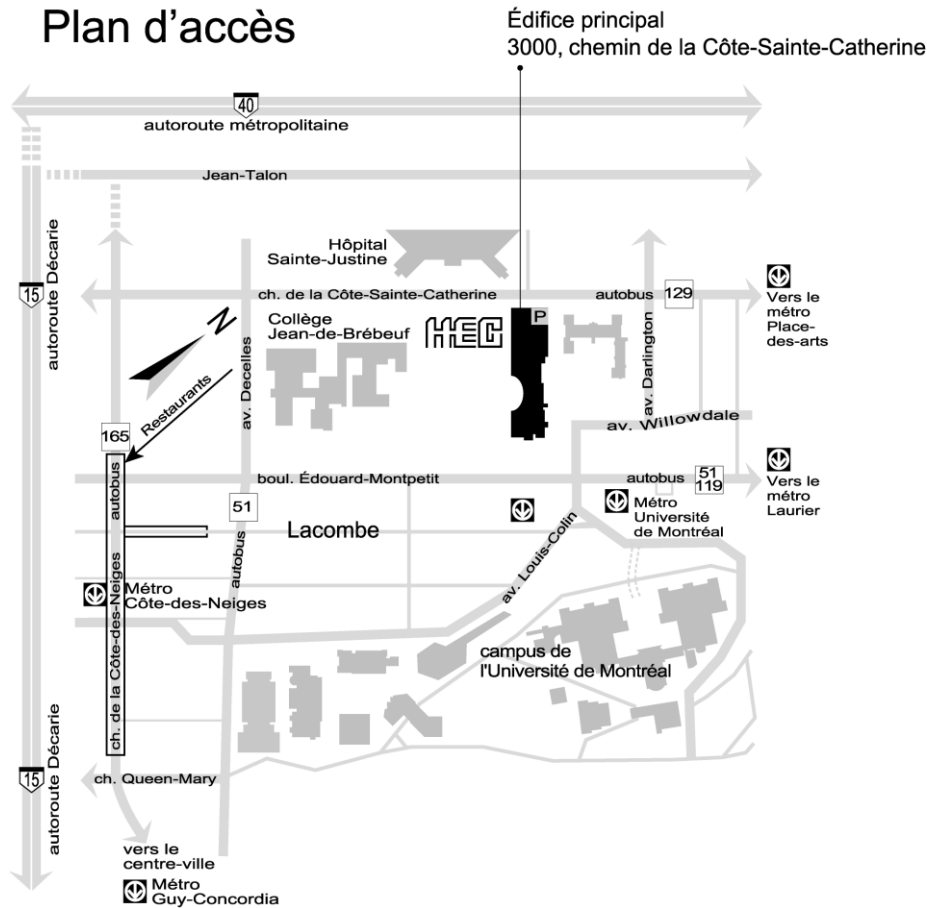 Plan d'accès
Édifice principal
3000, chemin de la Côte-Sainte-Catherine
40
autoroute métropolitaine
Jean-Talon
autoroute Décarie
15
Hôpital
Sainte-Justine
ch. de la Côte-Sainte-Catherine
autobus
129
Vers le
métro
Place-
des-arts
N
Collège
Jean-de-Brébeuf
HEC
P
av. Decelles
av. Darlington
Restaurants
av. Willowdale
165
autobus
boul. Édouard-Montpetit
autobus
51
119
Vers le
métro
Laurier
51
autobus
Lacombe
Métro
Université
de Montréal
av. Louis-Colin
Métro
Côte-des-Neiges
ch. de la Côte-des-Neiges
campus de
l'Université de Montréal
15
autoroute Décarie
ch. Queen-Mary
vers le
centre-ville
Métro
Guy-Concordia